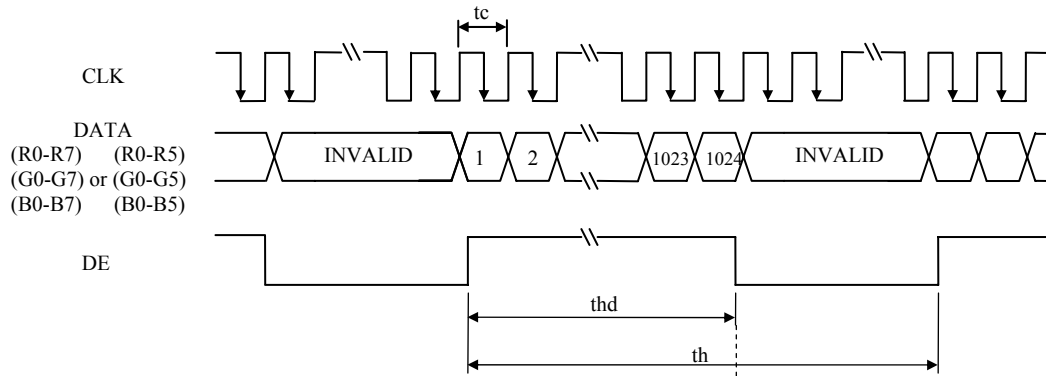 tc
CLK
DATA
(R0-R7) (R0-R5)
(G0-G7) or (G0-G5)
(B0-B7) (B0-B5)
INVALID 1 2 1023 1024 INVALID
DE
thd
th